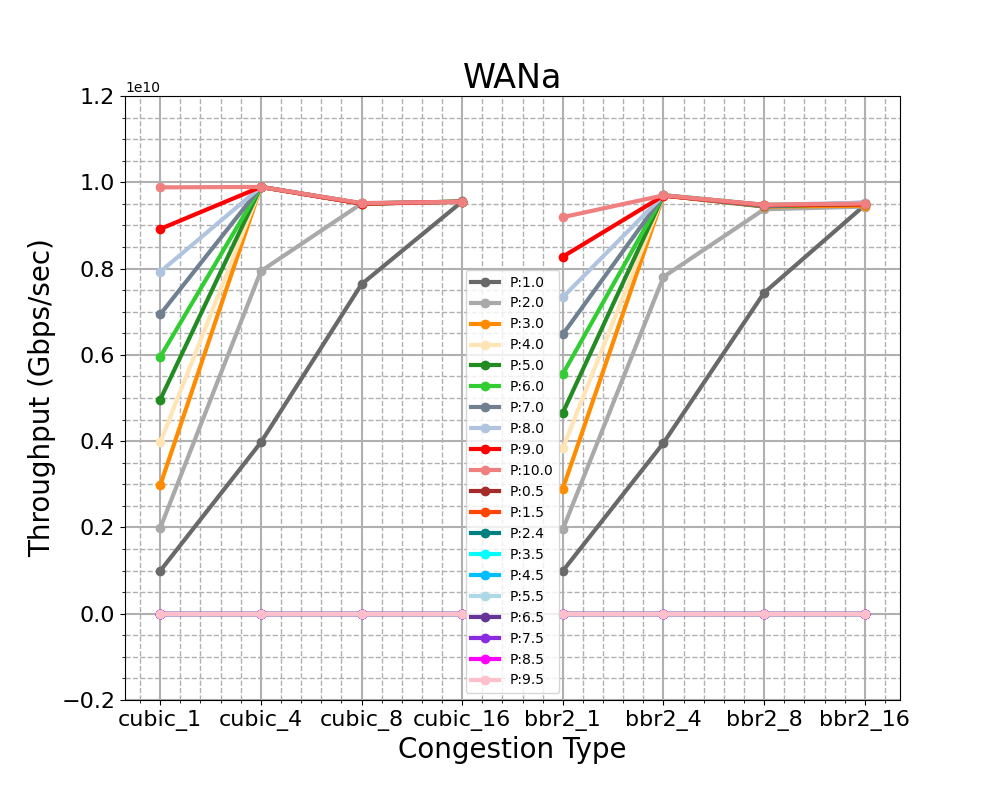 WANa
1e10
1.2
1.0
0.8
0.6
0.4
0.2
0.0
−0.2
Throughput (Gbps/sec)
P:1.0
P:2.0
P:3.0
P:4.0
P:5.0
P:6.0
P:7.0
P:8.0
P:9.0
P:10.0
P:0.5
P:1.5
P:2.4
P:3.5
P:4.5
P:5.5
P:6.5
P:7.5
P:8.5
P:9.5
cubic_1 cubic_4 cubic_8 cubic_16 bbr2_1 bbr2_4 bbr2_8 bbr2_16
Congestion Type